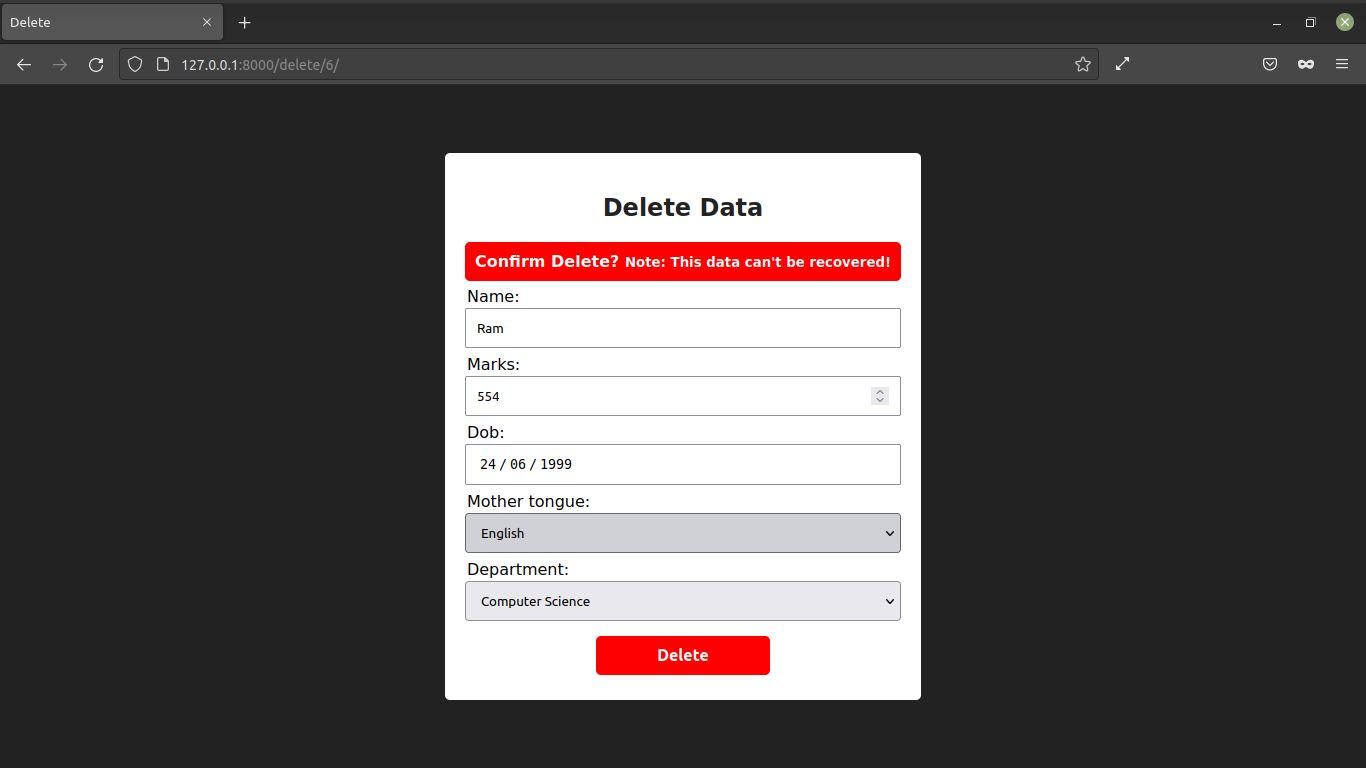 Delete
127.0.0.1:8000/delete/6/
Delete Data
Confirm Delete? Note: This data can't be recovered!
Name:
Ram
Marks:
554
Dob:
24 / 06 / 1999
Mother tongue:
English
Department:
Computer Science
Delete